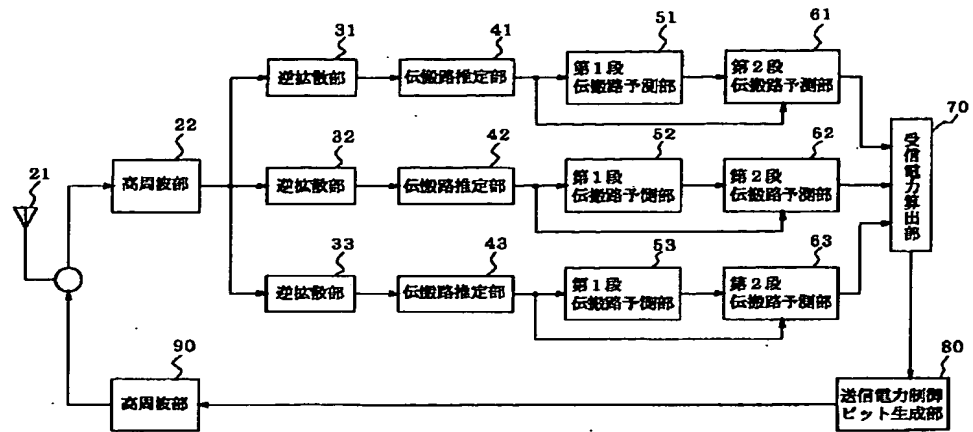 31
41
51
61
逆拡散部
伝搬路推定部
第1段
伝搬路予測部
第2段
伝搬路予測部
70
22
32
42
52
62
21
高周波部
逆拡散部
伝搬路推定部
第1段
伝搬路予測部
第2段
伝搬路予測部
受信電力算出部
33
43
53
63
逆拡散部
伝搬路推定部
第1段
伝搬路予測部
第2段
伝搬路予測部
90
80
高周波部
送信電力制御
ビット生成部